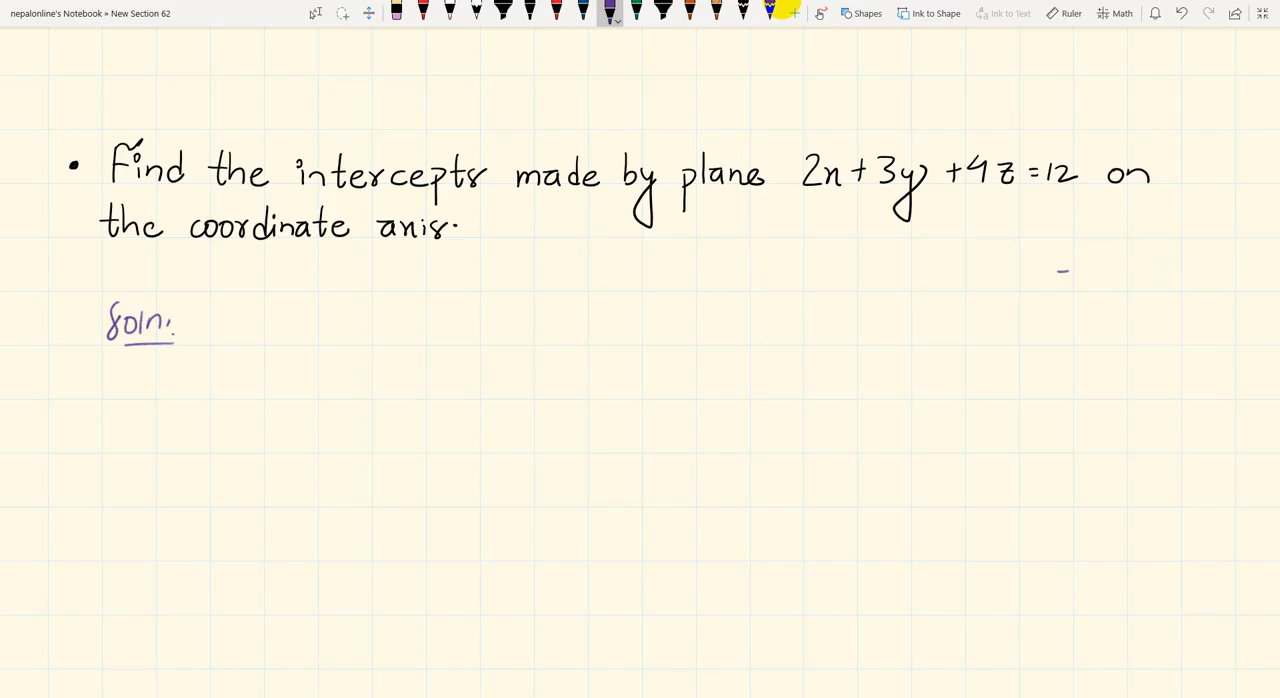 nepalonline's Notebook » New Section 62
Shapes Ink to Shape Ink to Text Ruler Math
• Find the intercepts made by plane 2x + 3y + 4z = 12 on
the coordinate axis.
Soln: